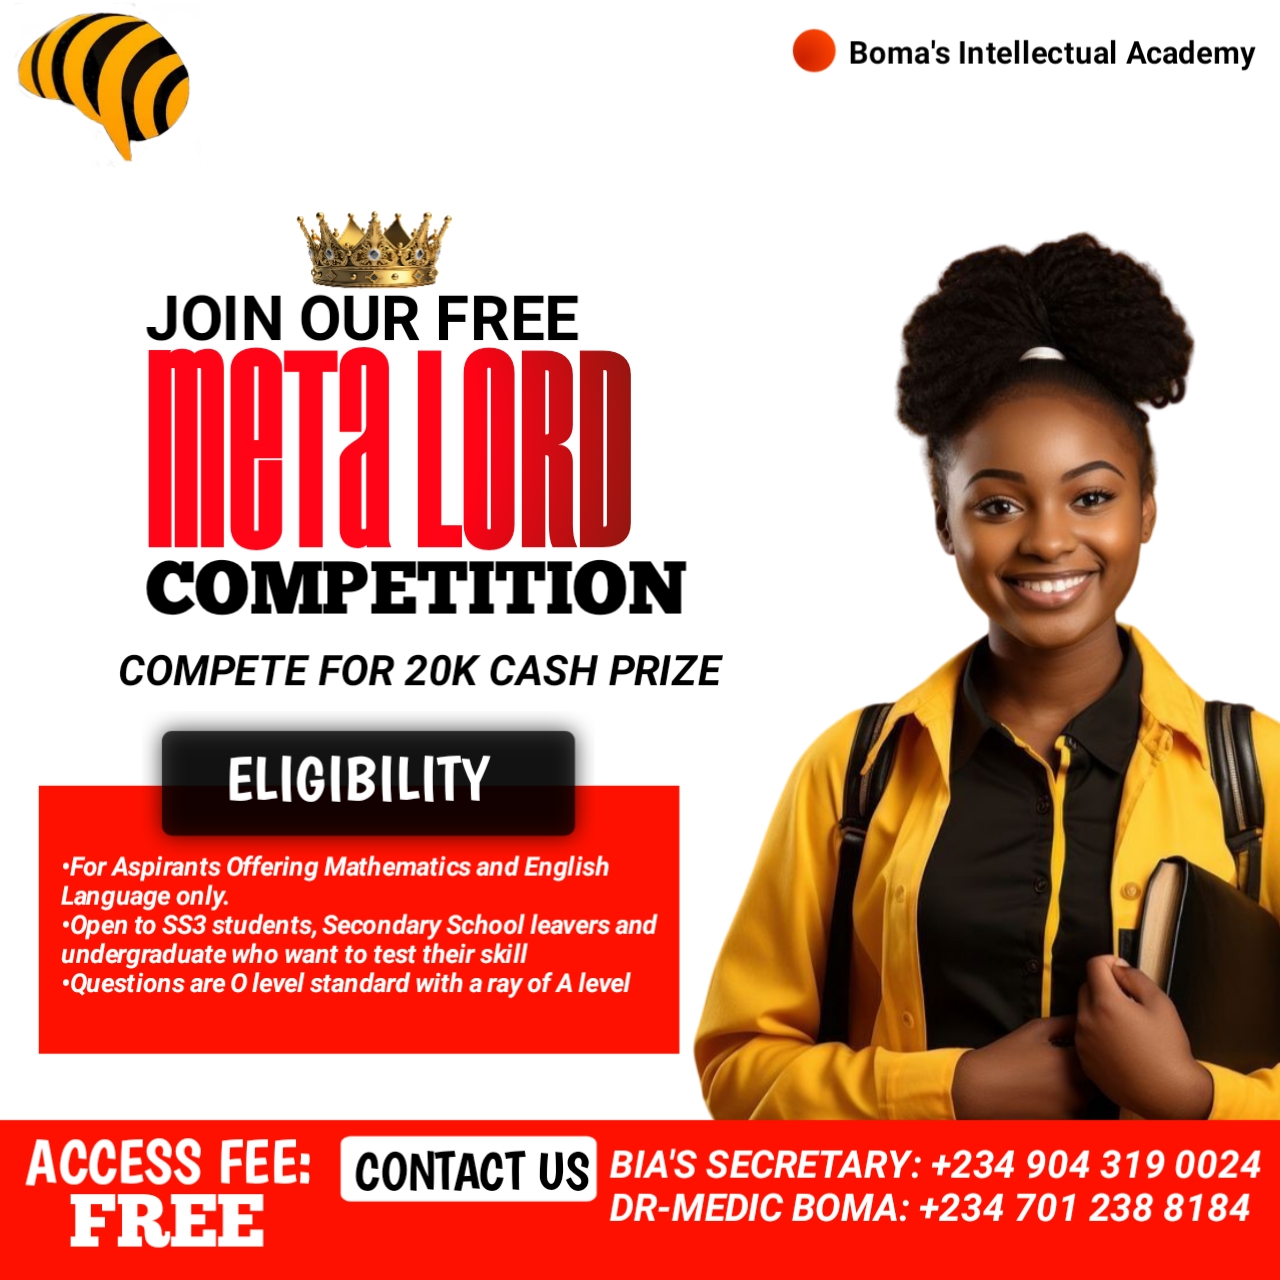 Boma's Intellectual Academy
JOIN OUR FREE
META LORD
COMPETITION
COMPETE FOR 20K CASH PRIZE
ELIGIBILITY
•For Aspirants Offering Mathematics and English
Language only.
•Open to SS3 students, Secondary School leavers and
undergraduate who want to test their skill
•Questions are O level standard with a ray of A level
ACCESS FEE:
FREE
CONTACT US
BIA'S SECRETARY: +234 904 319 0024
DR-MEDIC BOMA: +234 701 238 8184